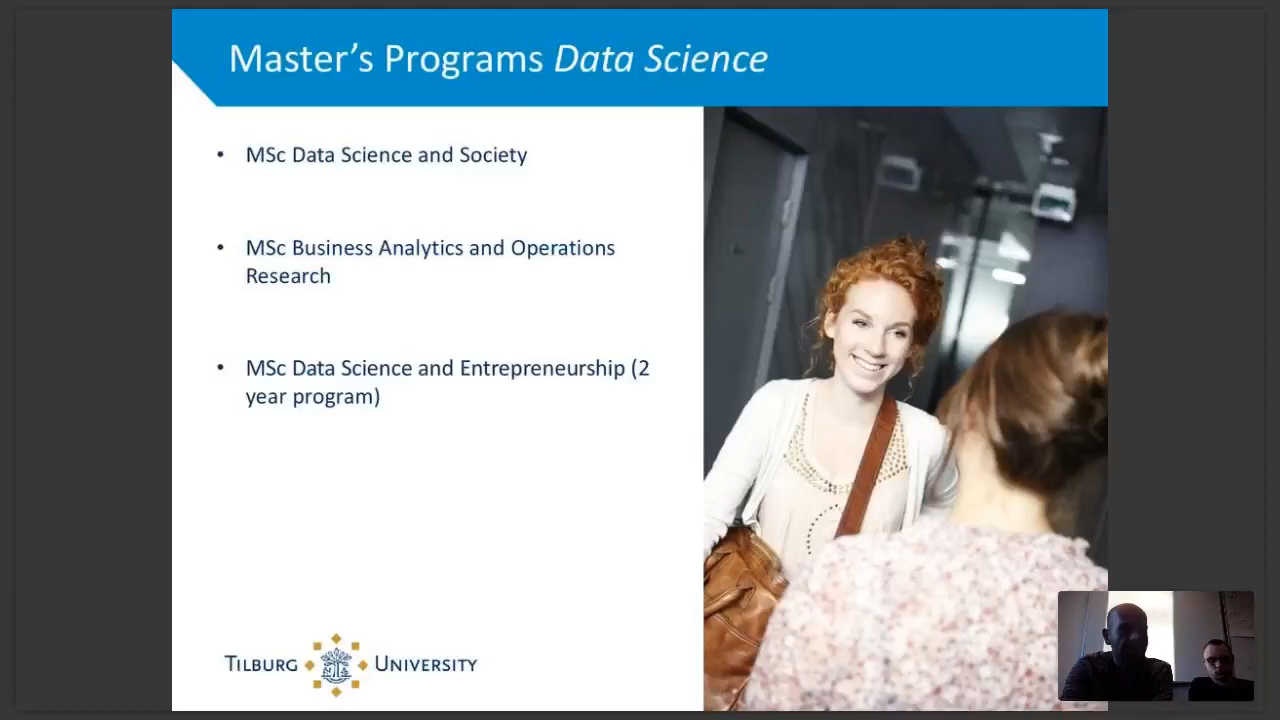 Master's Programs Data Science
• MSc Data Science and Society
• MSc Business Analytics and Operations
Research
• MSc Data Science and Entrepreneurship (2
year program)
TILBURG UNIVERSITY